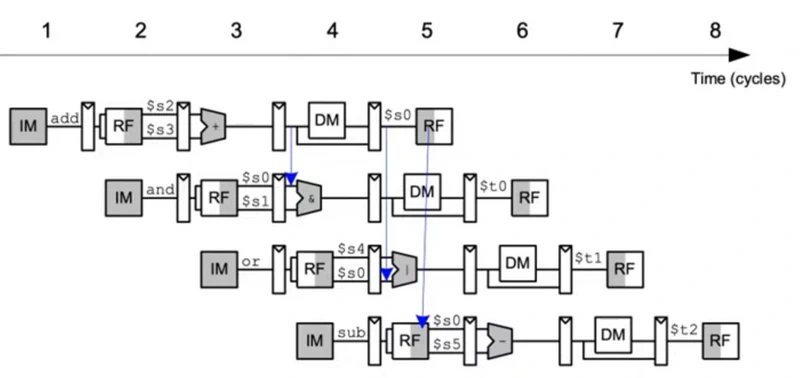 1 2 3 4 5 6 7 8
Time (cycles)
IM add RF $s2 $s3 + DM $s0 RF
IM and RF $s0 $s1 & DM $t0 RF
IM or RF $s4 $s0 | DM $t1 RF
IM sub RF $s0 $s5 - DM $t2 RF